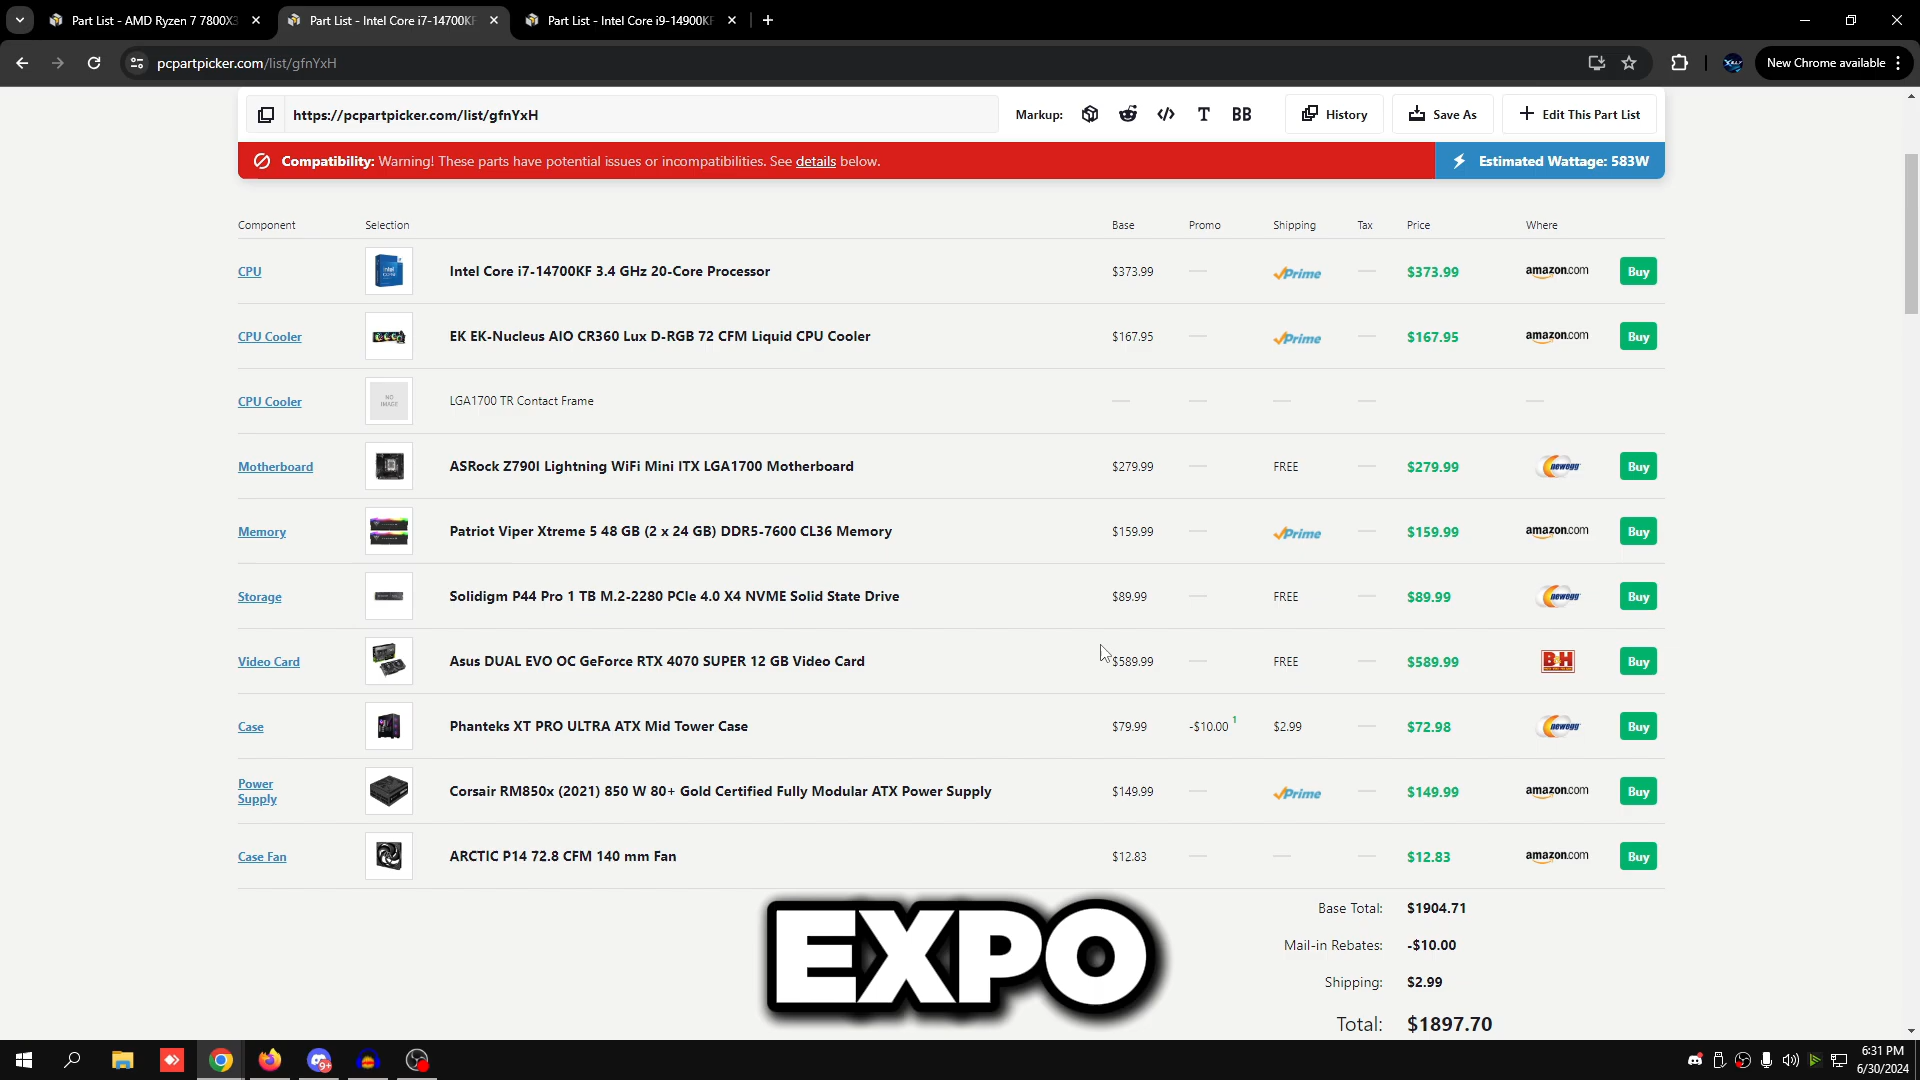 Part List - AMD Ryzen 7 7800X3
Part List - Intel Core i7-14700KF
Part List - Intel Core i9-14900KF
pcpartpicker.com/list/gfnYxH
New Chrome available
https://pcpartpicker.com/list/gfnYxH
Markup:
T
BB
History
Save As
Edit This Part List
Compatibility: Warning! These parts have potential issues or incompatibilities. See details below.
Estimated Wattage: 583W
Component Selection Base Promo Shipping Tax Price Where
CPU Intel Core i7-14700KF 3.4 GHz 20-Core Processor $373.99 — Prime — $373.99 amazon.com Buy
CPU Cooler EK EK-Nucleus AIO CR360 Lux D-RGB 72 CFM Liquid CPU Cooler $167.95 — Prime — $167.95 amazon.com Buy
CPU Cooler NO IMAGE LGA1700 TR Contact Frame — — — — —
Motherboard ASRock Z790I Lightning WiFi Mini ITX LGA1700 Motherboard $279.99 — FREE — $279.99 newegg Buy
Memory Patriot Viper Xtreme 5 48 GB (2 x 24 GB) DDR5-7600 CL36 Memory $159.99 — Prime — $159.99 amazon.com Buy
Storage Solidigm P44 Pro 1 TB M.2-2280 PCIe 4.0 X4 NVME Solid State Drive $89.99 — FREE — $89.99 newegg Buy
Video Card Asus DUAL EVO OC GeForce RTX 4070 SUPER 12 GB Video Card $589.99 — FREE — $589.99 B&H Buy
Case Phanteks XT PRO ULTRA ATX Mid Tower Case $79.99 -$10.00 1 $2.99 — $72.98 newegg Buy
Power Supply Corsair RM850x (2021) 850 W 80+ Gold Certified Fully Modular ATX Power Supply $149.99 — Prime — $149.99 amazon.com Buy
Case Fan ARCTIC P14 72.8 CFM 140 mm Fan $12.83 — — — $12.83 amazon.com Buy
Base Total: $1904.71
Mail-in Rebates: -$10.00
Shipping: $2.99
Total: $1897.70
EXPO
9+
6:31 PM
6/30/2024